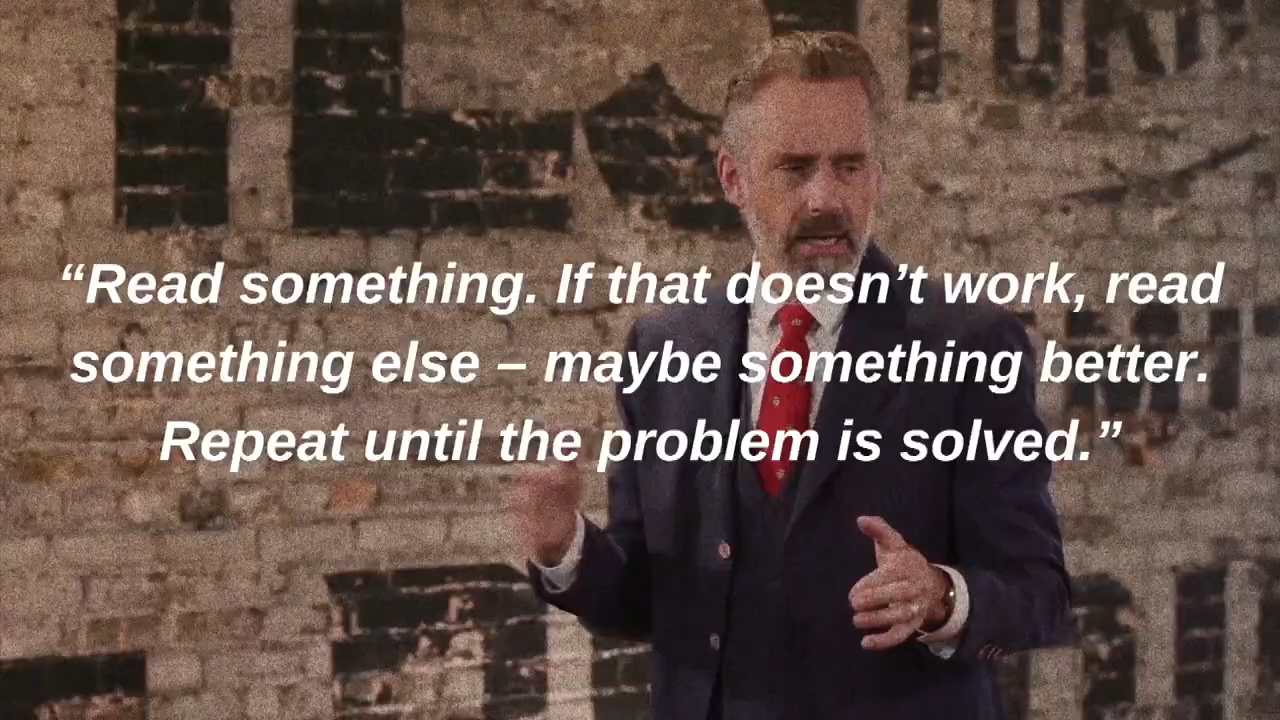 “Read something. If that doesn’t work, read
something else – maybe something better.
Repeat until the problem is solved.”